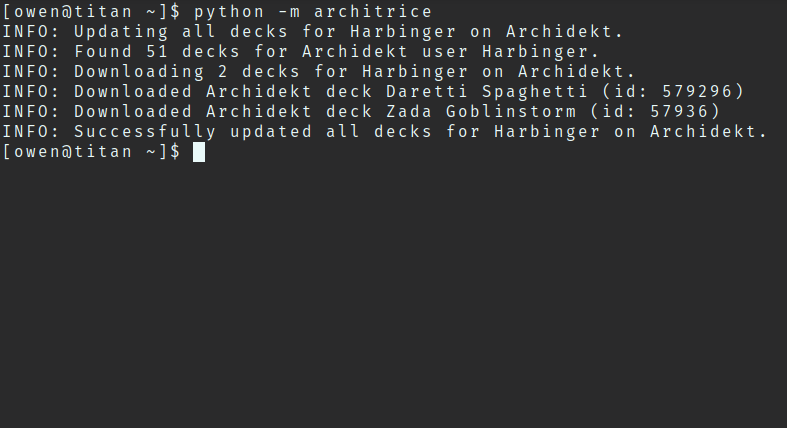 [owen@titan ~]$ python -m architrice
INFO: Updating all decks for Harbinger on Archidekt.
INFO: Found 51 decks for Archidekt user Harbinger.
INFO: Downloading 2 decks for Harbinger on Archidekt.
INFO: Downloaded Archidekt deck Daretti Spaghetti (id: 579296)
INFO: Downloaded Archidekt deck Zada Goblinstorm (id: 57936)
INFO: Successfully updated all decks for Harbinger on Archidekt.
[owen@titan ~]$